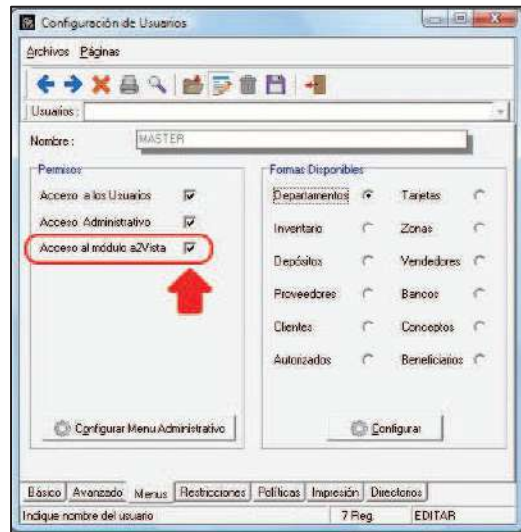 Configuración de Usuarios
Archivos Páginas
Usuarios :
Nombre : MASTER
Permisos
Acceso a los Usuarios
Acceso Administrativo
Acceso al módulo a2Vista
Configurar Menu Administrativo
Formas Disponibles
Departamentos Tarjetas
Inventario Zonas
Depósitos Vendedores
Proveedores Bancos
Clientes Conceptos
Autorizados Beneficiarios
Configurar
Básico Avanzado Menus Restricciones Políticas Impresión Directorios
Indique nombre del usuario 7 Reg. EDITAR